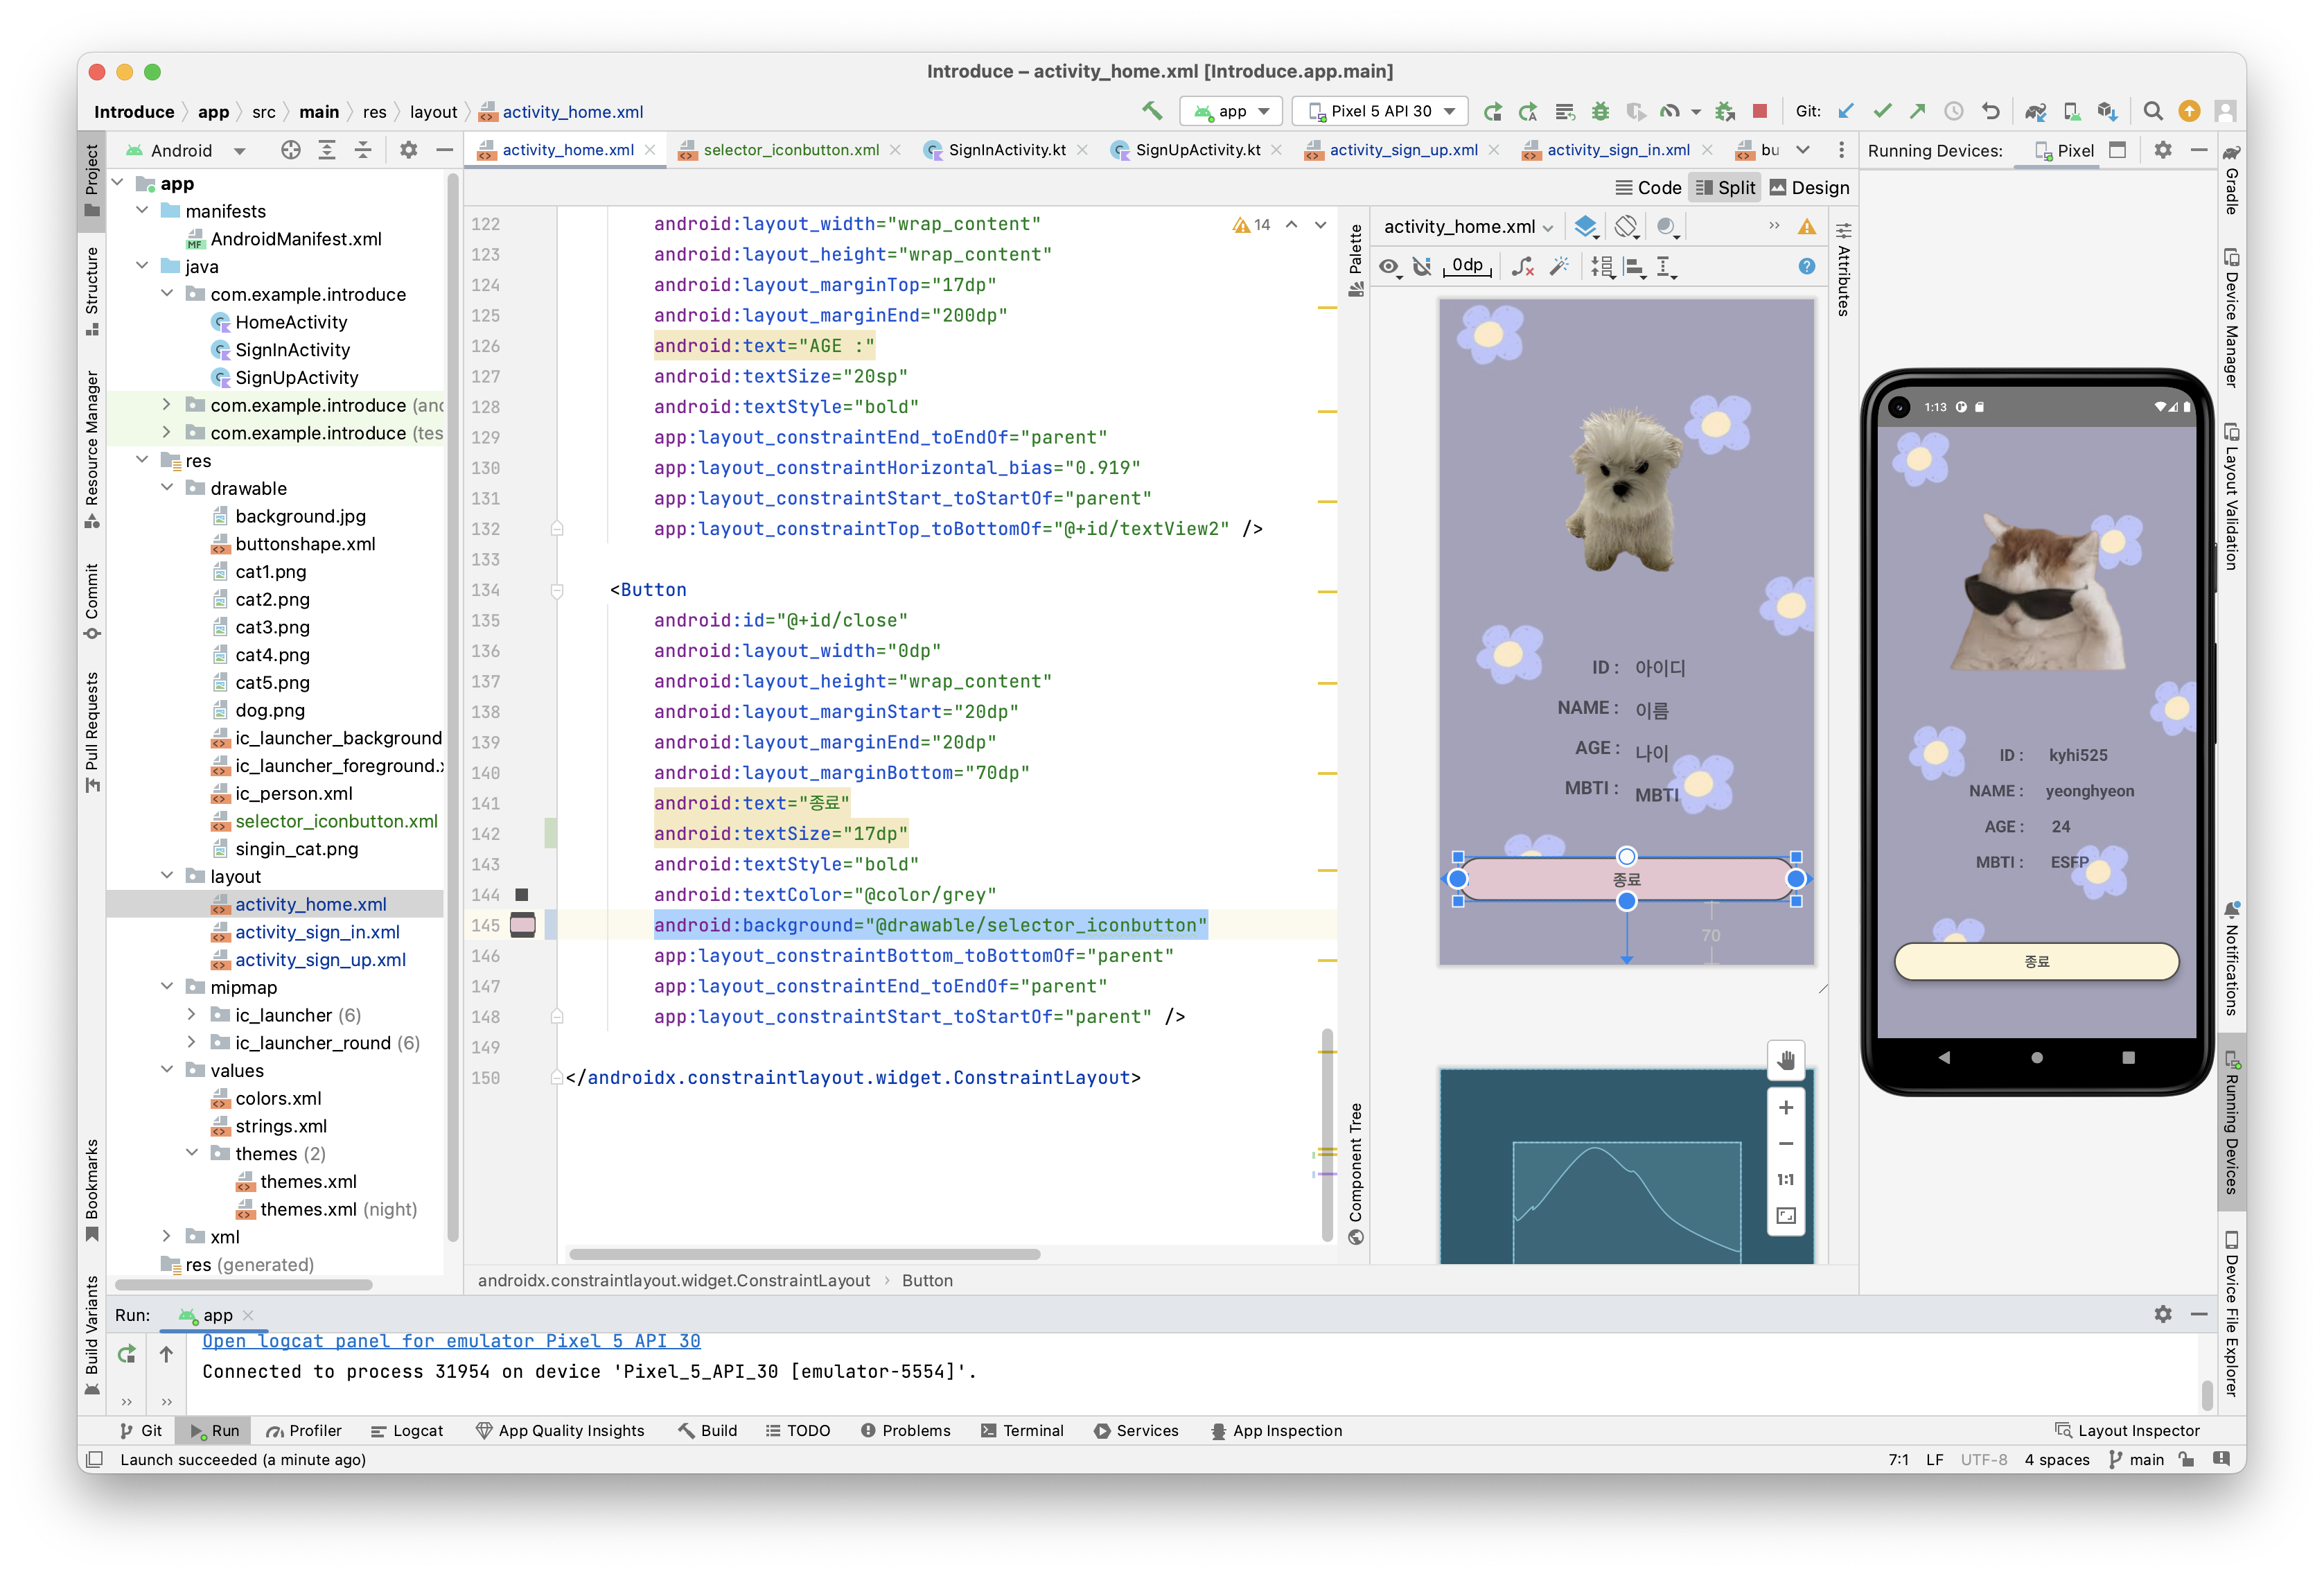 Introduce – activity_home.xml [Introduce.app.main]
Introduce app src main res layout activity_home.xml
app Pixel 5 API 30 Git:
Android
activity_home.xml selector_iconbutton.xml SignInActivity.kt SignUpActivity.kt activity_sign_up.xml activity_sign_in.xml bu
Running Devices: Pixel
Code Split Design
Project
Structure
Resource Manager
Commit
Pull Requests
Bookmarks
Build Variants
app
manifests
AndroidManifest.xml
java
com.example.introduce
HomeActivity
SignInActivity
SignUpActivity
com.example.introduce (anc
com.example.introduce (tes
res
drawable
background.jpg
buttonshape.xml
cat1.png
cat2.png
cat3.png
cat4.png
cat5.png
dog.png
ic_launcher_background
ic_launcher_foreground.x
ic_person.xml
selector_iconbutton.xml
singin_cat.png
layout
activity_home.xml
activity_sign_in.xml
activity_sign_up.xml
mipmap
ic_launcher (6)
ic_launcher_round (6)
values
colors.xml
strings.xml
themes (2)
themes.xml
themes.xml (night)
xml
res (generated)
14
122 android:layout_width="wrap_content"
123 android:layout_height="wrap_content"
124 android:layout_marginTop="17dp"
125 android:layout_marginEnd="200dp"
126 android:text="AGE :"
127 android:textSize="20sp"
128 android:textStyle="bold"
129 app:layout_constraintEnd_toEndOf="parent"
130 app:layout_constraintHorizontal_bias="0.919"
131 app:layout_constraintStart_toStartOf="parent"
132 app:layout_constraintTop_toBottomOf="@+id/textView2" />
133
134 <Button
135 android:id="@+id/close"
136 android:layout_width="0dp"
137 android:layout_height="wrap_content"
138 android:layout_marginStart="20dp"
139 android:layout_marginEnd="20dp"
140 android:layout_marginBottom="70dp"
141 android:text="종료"
142 android:textSize="17dp"
143 android:textStyle="bold"
144 android:textColor="@color/grey"
145 android:background="@drawable/selector_iconbutton"
146 app:layout_constraintBottom_toBottomOf="parent"
147 app:layout_constraintEnd_toEndOf="parent"
148 app:layout_constraintStart_toStartOf="parent" />
149
150 </androidx.constraintlayout.widget.ConstraintLayout>
androidx.constraintlayout.widget.ConstraintLayout › Button
Palette
Component Tree
activity_home.xml
0dp
Attributes
ID : 아이디
NAME : 이름
AGE : 나이
MBTI : MBTI
종료
70
1:1
1:13
ID : kyhi525
NAME : yeonghyeon
AGE : 24
MBTI : ESFP
종료
Gradle
Device Manager
Layout Validation
Notifications
Running Devices
Device File Explorer
Run: app
Open logcat panel for emulator Pixel 5 API 30
Connected to process 31954 on device 'Pixel_5_API_30 [emulator-5554]'.
Git Run Profiler Logcat App Quality Insights Build TODO Problems Terminal Services App Inspection Layout Inspector
Launch succeeded (a minute ago) 7:1 LF UTF-8 4 spaces main